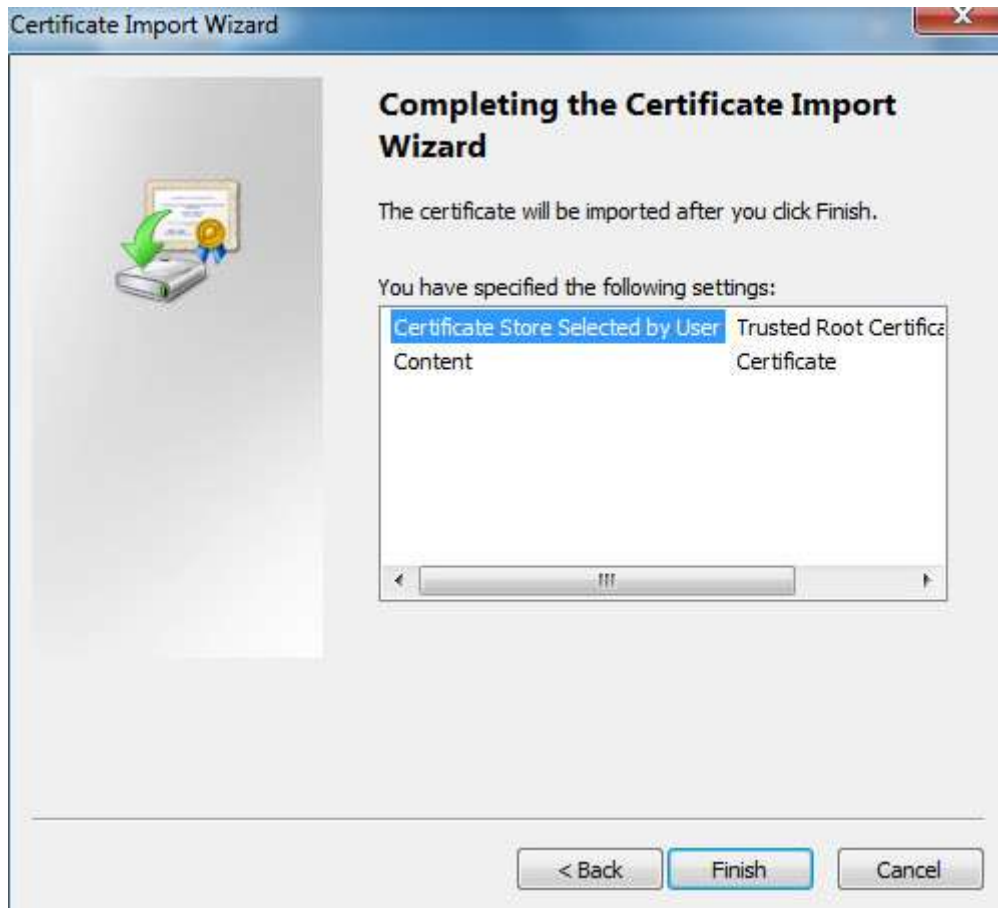 Certificate Import Wizard
Completing the Certificate Import
Wizard
The certificate will be imported after you click Finish.
You have specified the following settings:
Certificate Store Selected by User Trusted Root Certifica
Content Certificate
< Back Finish Cancel